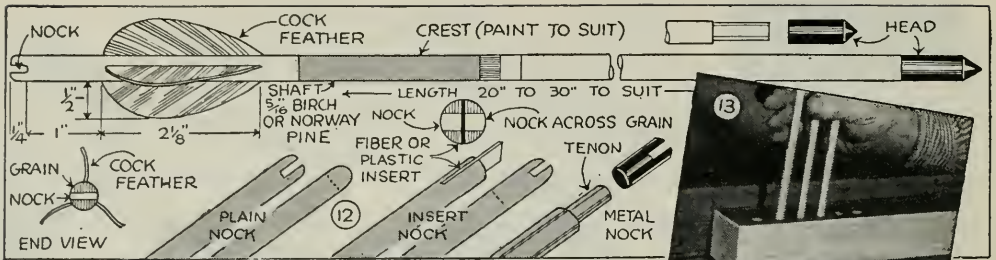 NOCK
COCK
FEATHER
CREST (PAINT TO SUIT)
HEAD
1/2"
1/4"
1"
2 1/8"
SHAFT
5/16" BIRCH
OR NORWAY
PINE
LENGTH 20" TO 30" TO SUIT
NOCK
NOCK ACROSS GRAIN
FIBER OR
PLASTIC
INSERT
GRAIN
NOCK
COCK
FEATHER
END VIEW
PLAIN
NOCK
12
INSERT
NOCK
TENON
METAL
NOCK
13